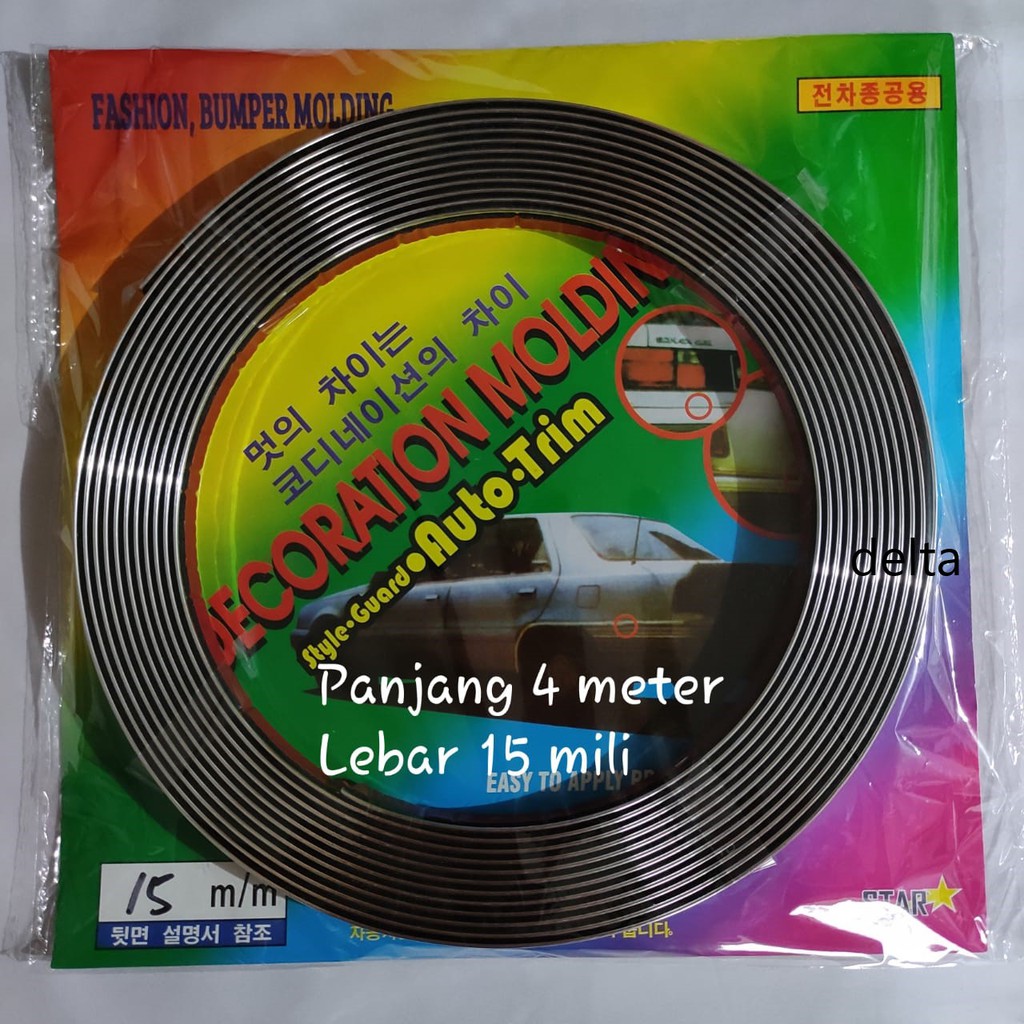 FASHION, BUMPER MOLDING
전차종공용
멋의 차이는
코디네이션의 차이
DECORATION MOLDIN
Style•Guard•Auto•Trim
delta
Panjang 4 meter
Lebar 15 mili
EASY TO APPLY
15 m/m
뒷면 설명서 참조
STAR